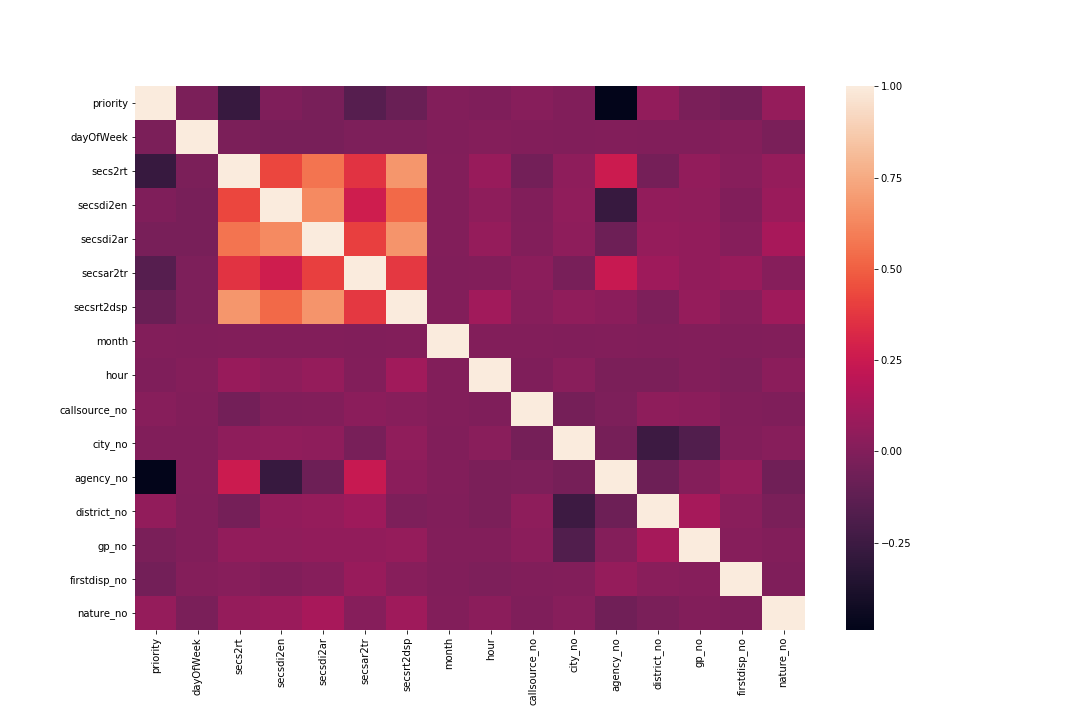 priority
dayOfWeek
secs2rt
secsdi2en
secsdi2ar
secsar2tr
secsrt2dsp
month
hour
callsource_no
city_no
agency_no
district_no
gp_no
firstdisp_no
nature_no
priority
dayOfWeek
secs2rt
secsdi2en
secsdi2ar
secsar2tr
secsrt2dsp
month
hour
callsource_no
city_no
agency_no
district_no
gp_no
firstdisp_no
nature_no
1.00
0.75
0.50
0.25
0.00
−0.25